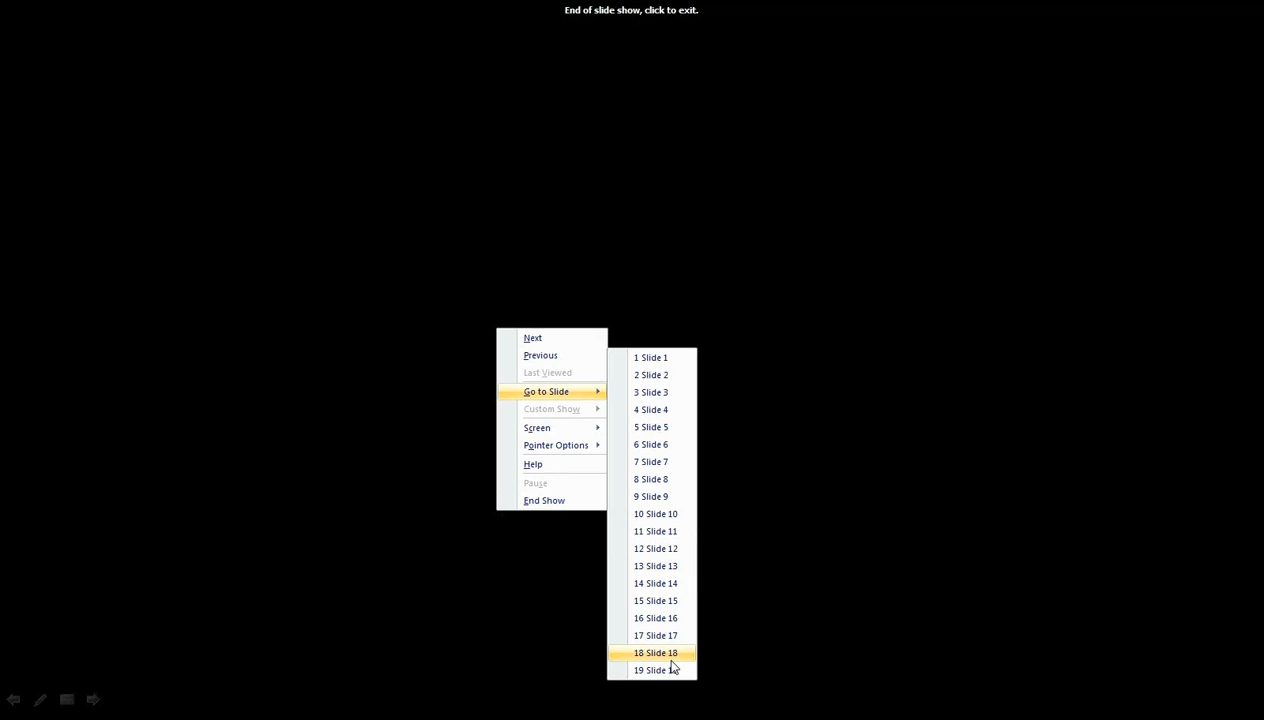 End of slide show, click to exit.
Next
Previous
Last Viewed
Go to Slide
Custom Show
Screen
Pointer Options
Help
Pause
End Show
1 Slide 1
2 Slide 2
3 Slide 3
4 Slide 4
5 Slide 5
6 Slide 6
7 Slide 7
8 Slide 8
9 Slide 9
10 Slide 10
11 Slide 11
12 Slide 12
13 Slide 13
14 Slide 14
15 Slide 15
16 Slide 16
17 Slide 17
18 Slide 18
19 Slide